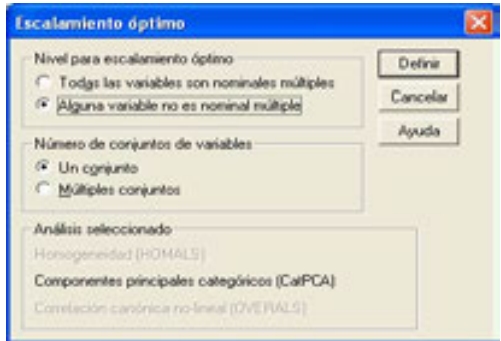 Escalamiento óptimo
Nivel para escalamiento óptimo
Todas las variables son nominales múltiples
Alguna variable no es nominal múltiple
Definir
Cancelar
Ayuda
Número de conjuntos de variables
Un conjunto
Múltiples conjuntos
Análisis seleccionado
Homogeneidad (HOMALS)
Componentes principales categóricos (CatPCA)
Correlación canónica no-lineal (OVERALS)